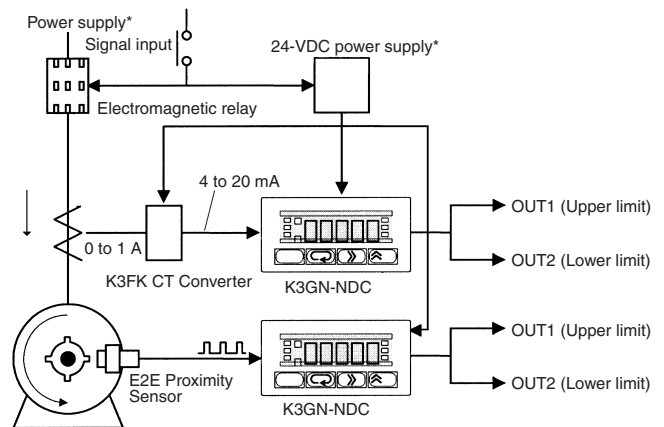 Power supply*
Signal input
24-VDC power supply*
Electromagnetic relay
4 to 20 mA
0 to 1 A
K3FK CT Converter
K3GN-NDC
OUT1 (Upper limit)
OUT2 (Lower limit)
E2E Proximity
Sensor
K3GN-NDC
OUT1 (Upper limit)
OUT2 (Lower limit)